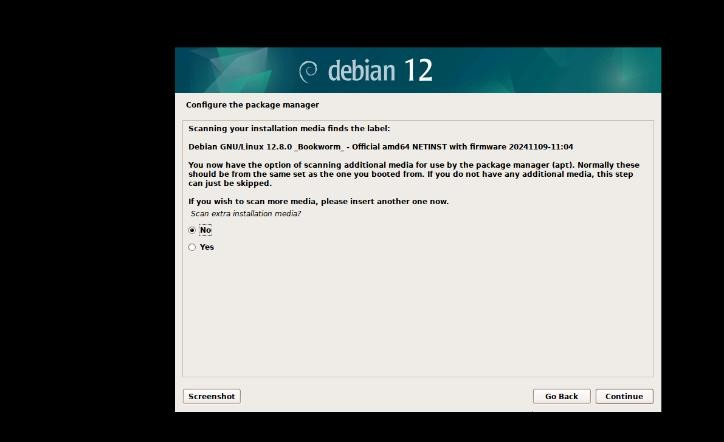 debian 12
Configure the package manager
Scanning your installation media finds the label:
Debian GNU/Linux 12.8.0 _Bookworm_ - Official amd64 NETINST with firmware 20241109-11:04
You now have the option of scanning additional media for use by the package manager (apt). Normally these
should be from the same set as the one you booted from. If you do not have any additional media, this step
can just be skipped.
If you wish to scan more media, please insert another one now.
Scan extra installation media?
No
Yes
Screenshot
Go Back
Continue